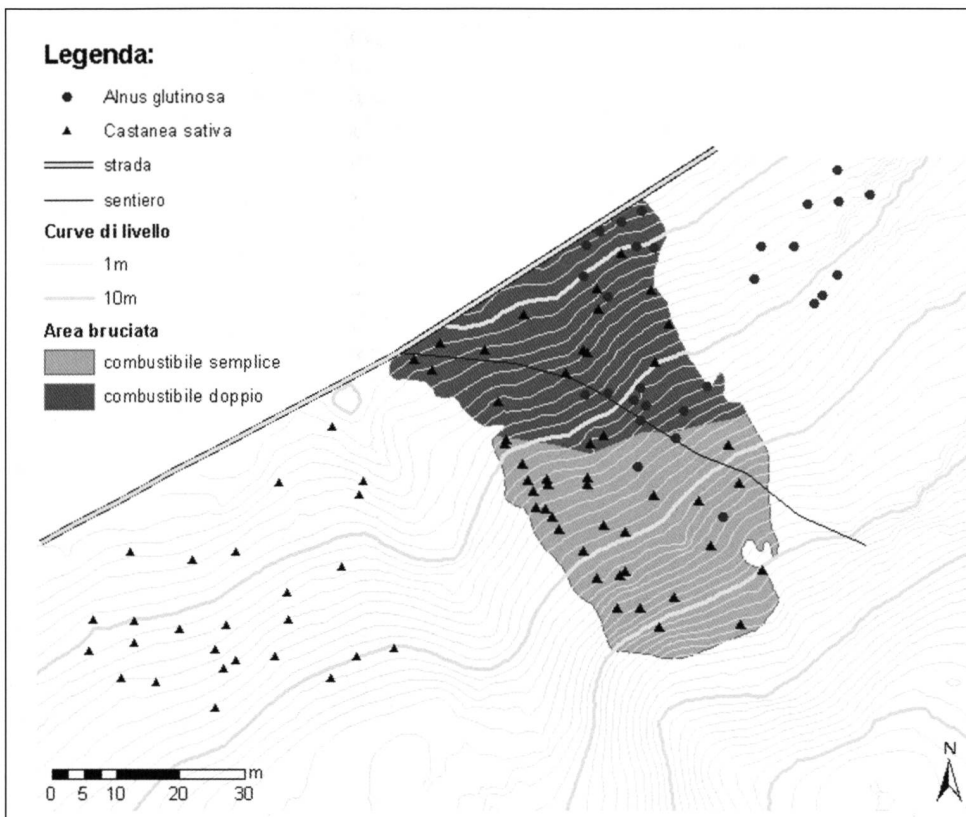 Legenda:
Alnus glutinosa
Castanea sativa
strada
sentiero
Curve di livello
1m
10m
Area bruciata
combustibile semplice
combustibile doppio
m
0 5 10 20 30
N